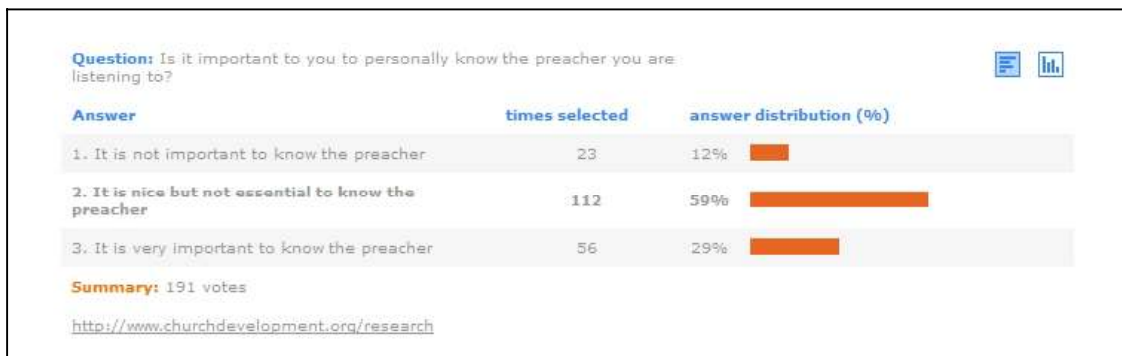 Question: Is it important to you to personally know the preacher you are
listening to?
Answer times selected answer distribution (%)
1. It is not important to know the preacher 23 12%
2. It is nice but not essential to know the
preacher 112 59%
3. It is very important to know the preacher 56 29%
Summary: 191 votes
http://www.churchdevelopment.org/research